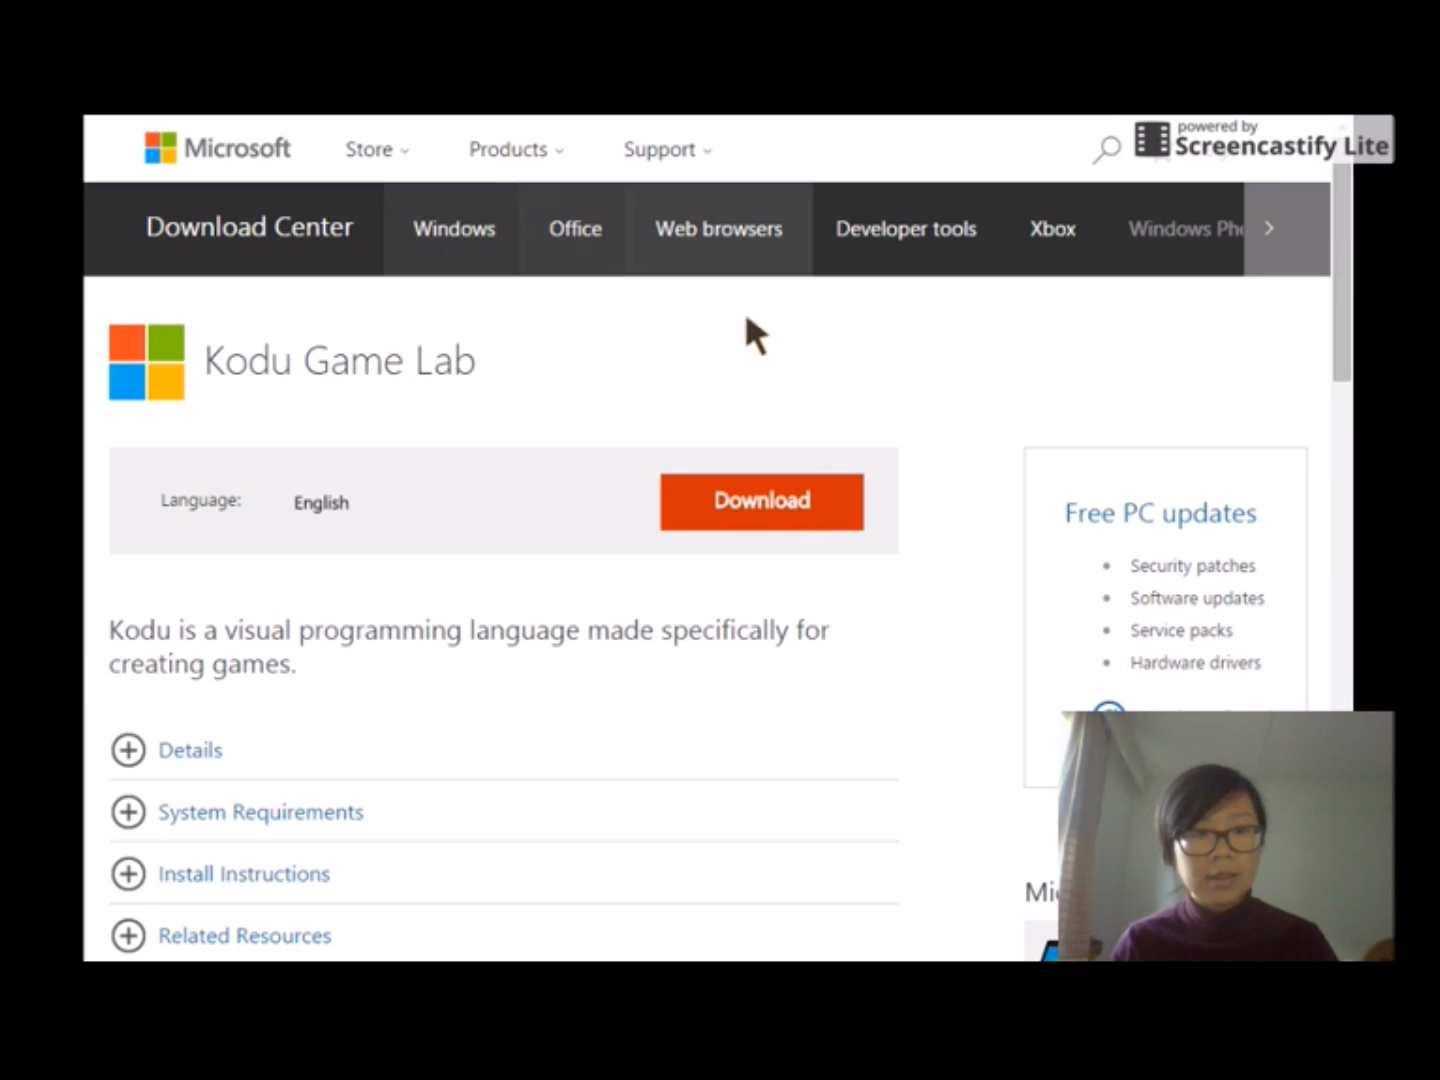 Microsoft
Store
Products
Support
powered by
Screencastify Lite
Download Center
Windows
Office
Web browsers
Developer tools
Xbox
Windows
Kodu Game Lab
Language:
English
Download
Free PC updates
Security patches
Software updates
Service packs
Hardware drivers
Kodu is a visual programming language made specifically for
creating games.
Details
System Requirements
Install Instructions
Related Resources